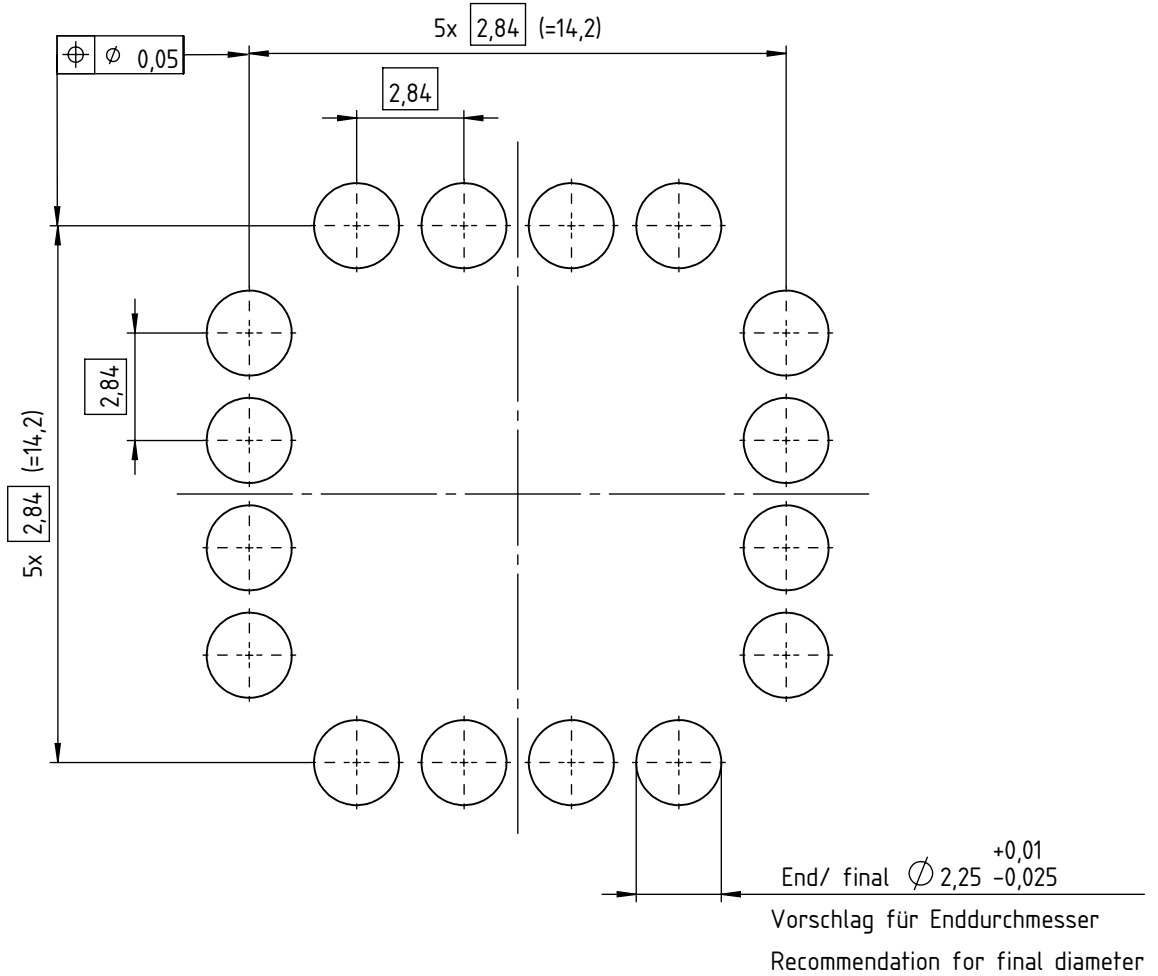 5x 2,84 (=14,2)
⌖ ⌀ 0,05
2,84
2,84
5x 2,84 (=14,2)
+0,01
End/ final ⌀ 2,25 -0,025
Vorschlag für Enddurchmesser
Recommendation for final diameter